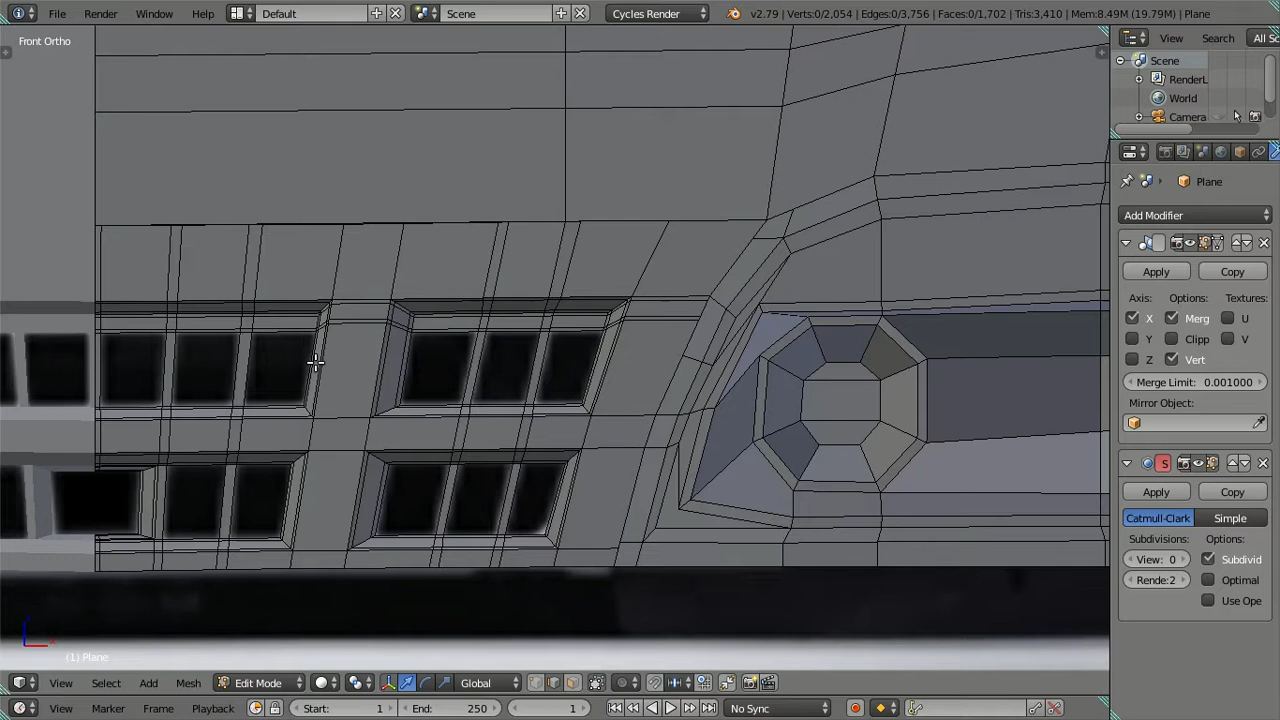 File Render Window Help Default Scene Cycles Render v2.79 | Verts:0/2,054 | Edges:0/3,756 | Faces:0/1,702 | Tris:3,410 | Mem:8.49M (19.79M) | Plane
Front Ortho
View Search All Sc
Scene
RenderL
World
Camera
Plane
Add Modifier
Apply Copy
Axis: Options: Textures:
X Merg U
Y Clipp V
Z Vert
Merge Limit: 0.001000
Mirror Object:
S
Apply Copy
Catmull-Clark Simple
Subdivisions: Options:
View: 0 Subdivid
Rende:2 Optimal
Use Ope
(1) Plane
View Select Add Mesh Edit Mode Global
View Marker Frame Playback Start: 1 End: 250 1 No Sync